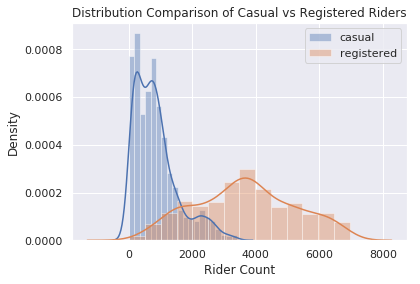 Distribution Comparison of Casual vs Registered Riders
casual
registered
0.0008
0.0006
0.0004
0.0002
0.0000
Density
0 2000 4000 6000 8000
Rider Count